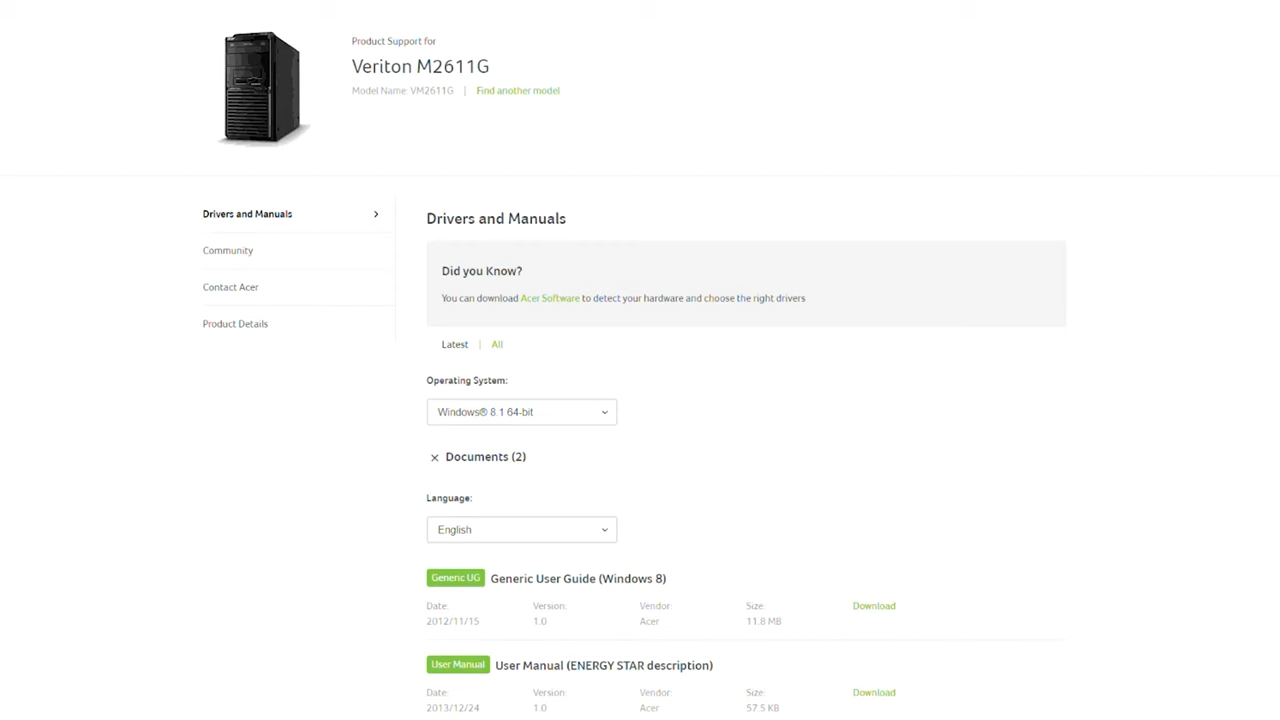 Product Support for
Veriton M2611G
Model Name: VM2611G | Find another model
Drivers and Manuals
Community
Contact Acer
Product Details
Drivers and Manuals
Did you Know?
You can download Acer Software to detect your hardware and choose the right drivers
Latest | All
Operating System:
Windows® 8.1 64-bit
Documents (2)
Language:
English
Generic UG Generic User Guide (Windows 8)
Date: Version: Vendor: Size: Download
2012/11/15 1.0 Acer 11.8 MB
User Manual User Manual (ENERGY STAR description)
Date: Version: Vendor: Size: Download
2013/12/24 1.0 Acer 57.5 KB